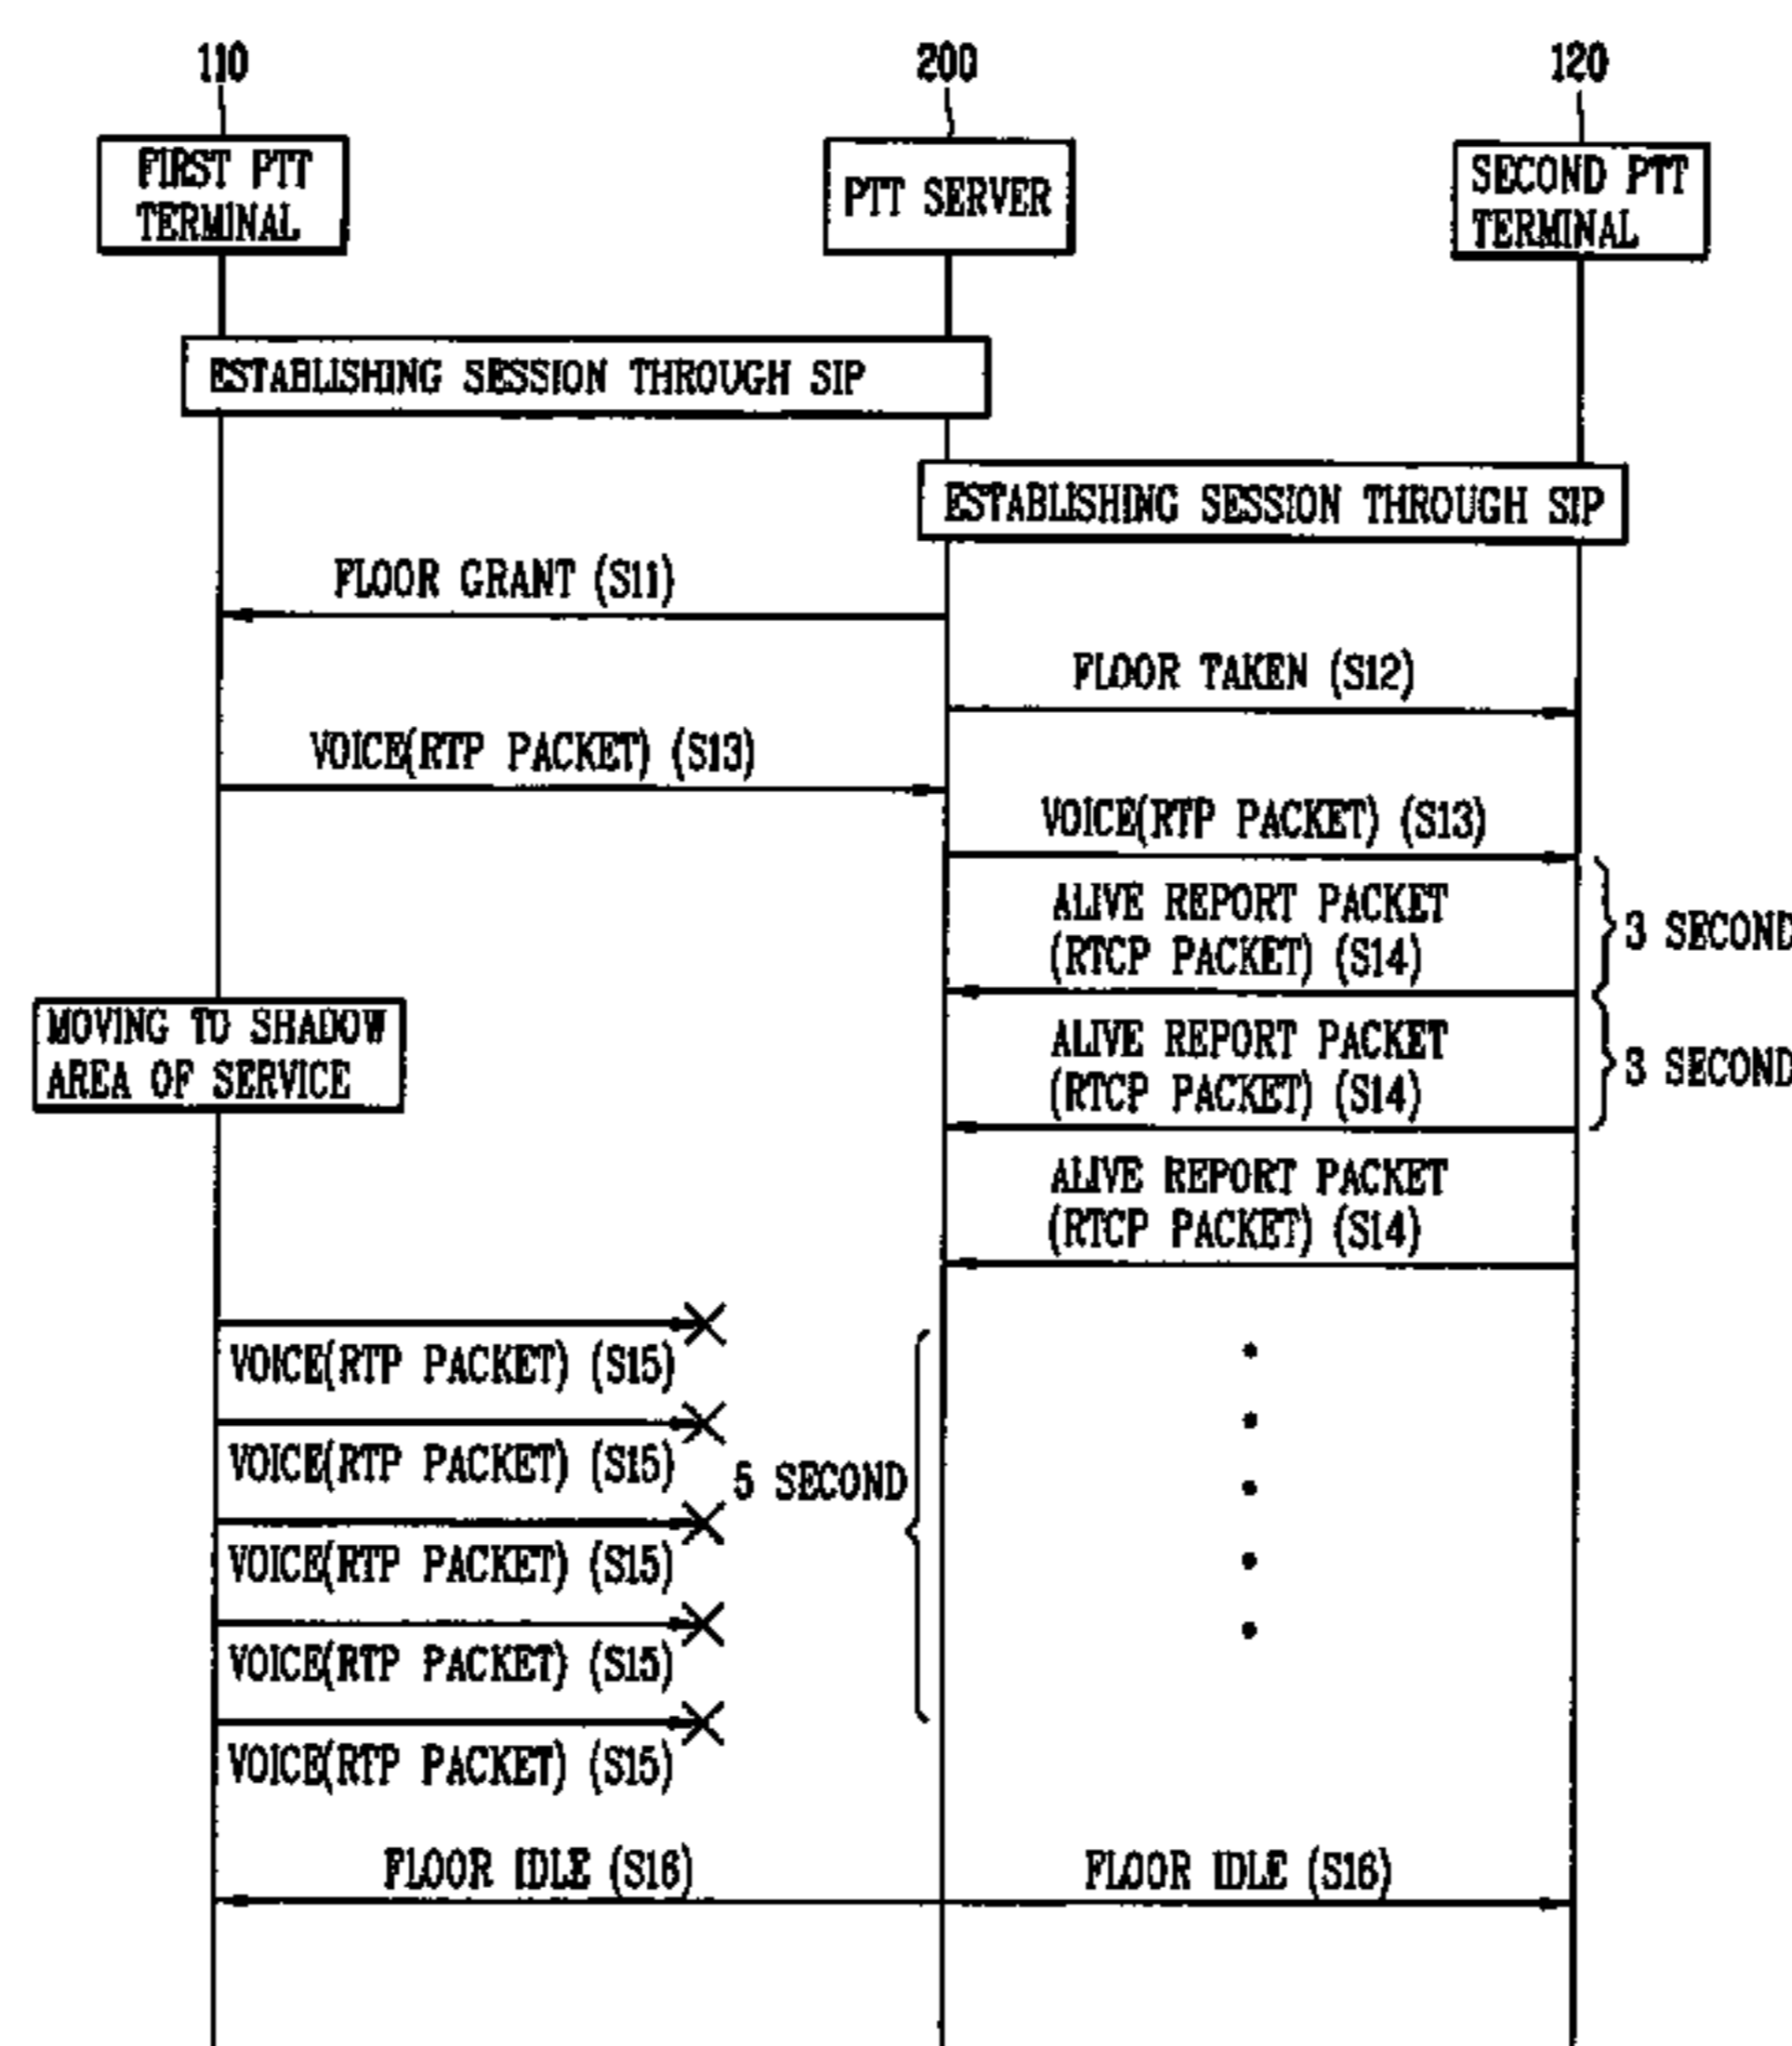 110
200
120
FIRST PTT
TERMINAL
PTT SERVER
SECOND PTT
TERMINAL
ESTABLISHING SESSION THROUGH SIP
ESTABLISHING SESSION THROUGH SIP
FLOOR GRANT (S11)
FLOOR TAKEN (S12)
VOICE(RTP PACKET) (S13)
VOICE(RTP PACKET) (S13)
ALIVE REPORT PACKET
(RTCP PACKET) (S14)
3 SECOND
MOVING TO SHADOW
AREA OF SERVICE
ALIVE REPORT PACKET
(RTCP PACKET) (S14)
3 SECOND
ALIVE REPORT PACKET
(RTCP PACKET) (S14)
VOICE(RTP PACKET) (S15)
VOICE(RTP PACKET) (S15)
5 SECOND
VOICE(RTP PACKET) (S15)
VOICE(RTP PACKET) (S15)
VOICE(RTP PACKET) (S15)
FLOOR IDLE (S16)
FLOOR IDLE (S16)